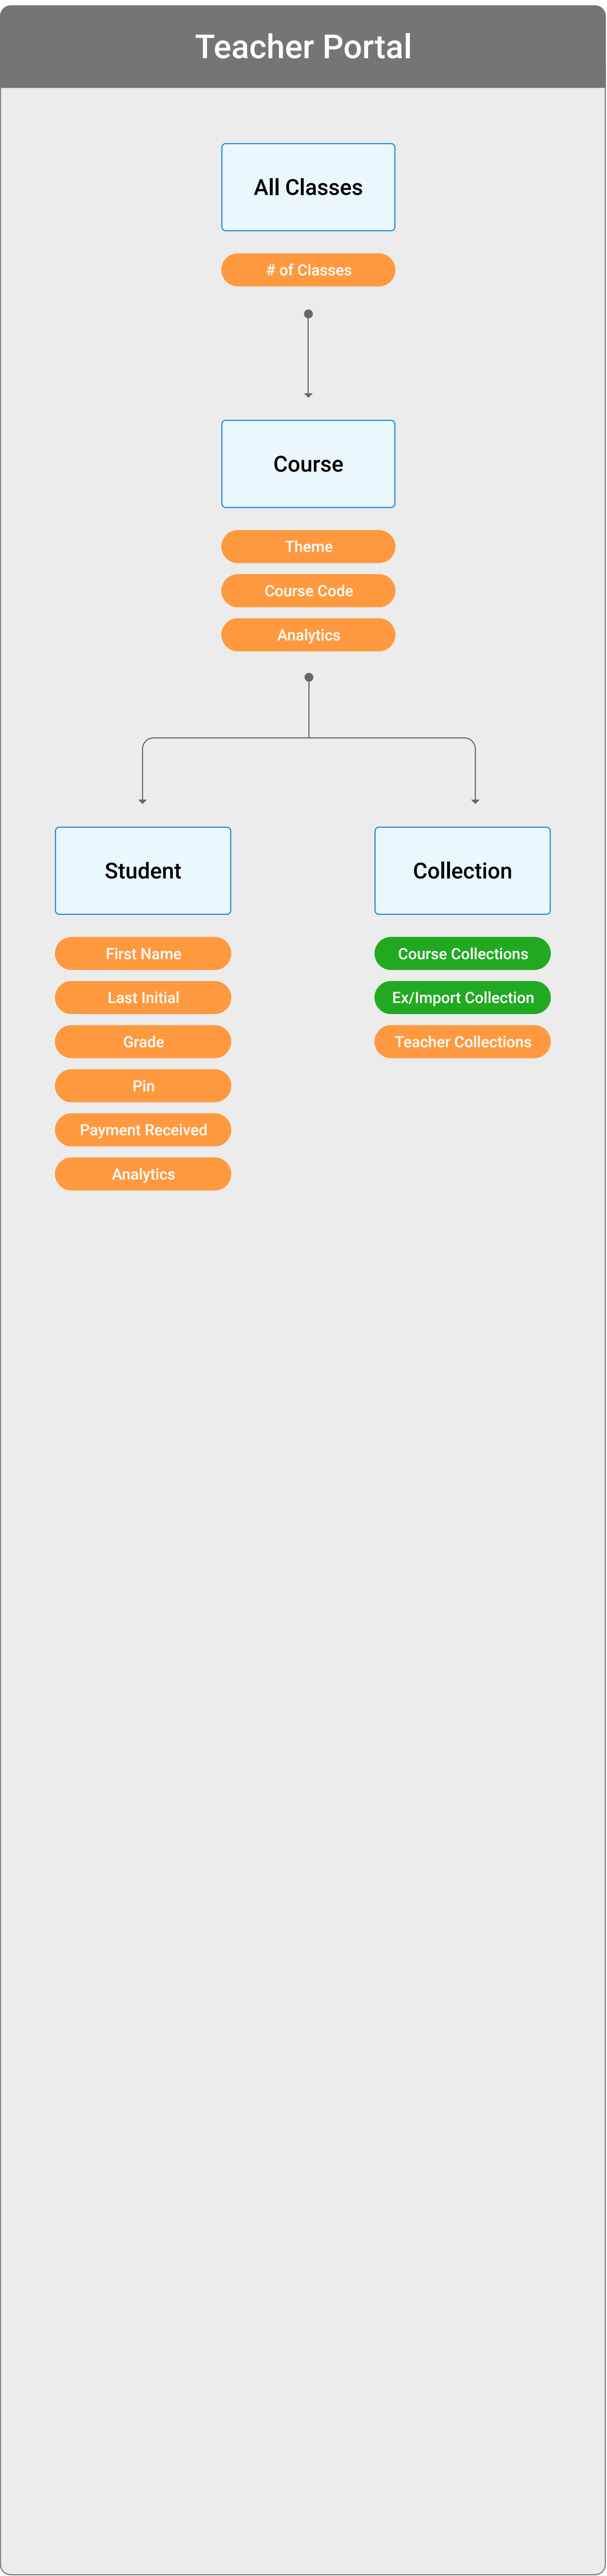 Teacher Portal
All Classes
# of Classes
Course
Theme
Course Code
Analytics
Student
First Name
Last Initial
Grade
Pin
Payment Received
Analytics
Collection
Course Collections
Ex/Import Collection
Teacher Collections